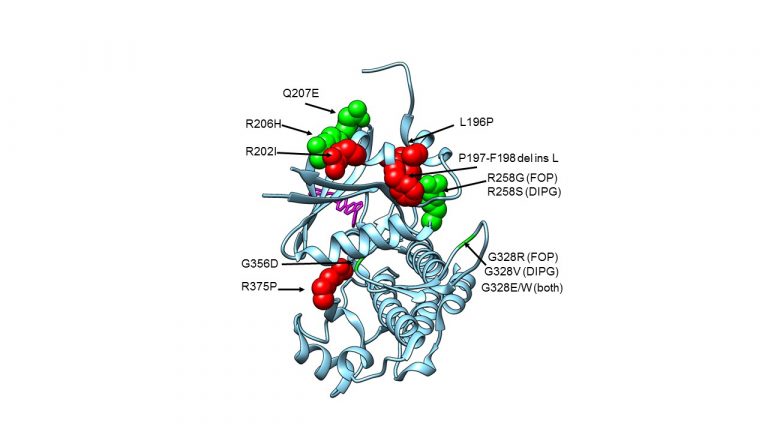 Q207E
R206H
R202I
L196P
P197-F198 del ins L
R258G (FOP)
R258S (DIPG)
G328R (FOP)
G328V (DIPG)
G328E/W (both)
G356D
R375P